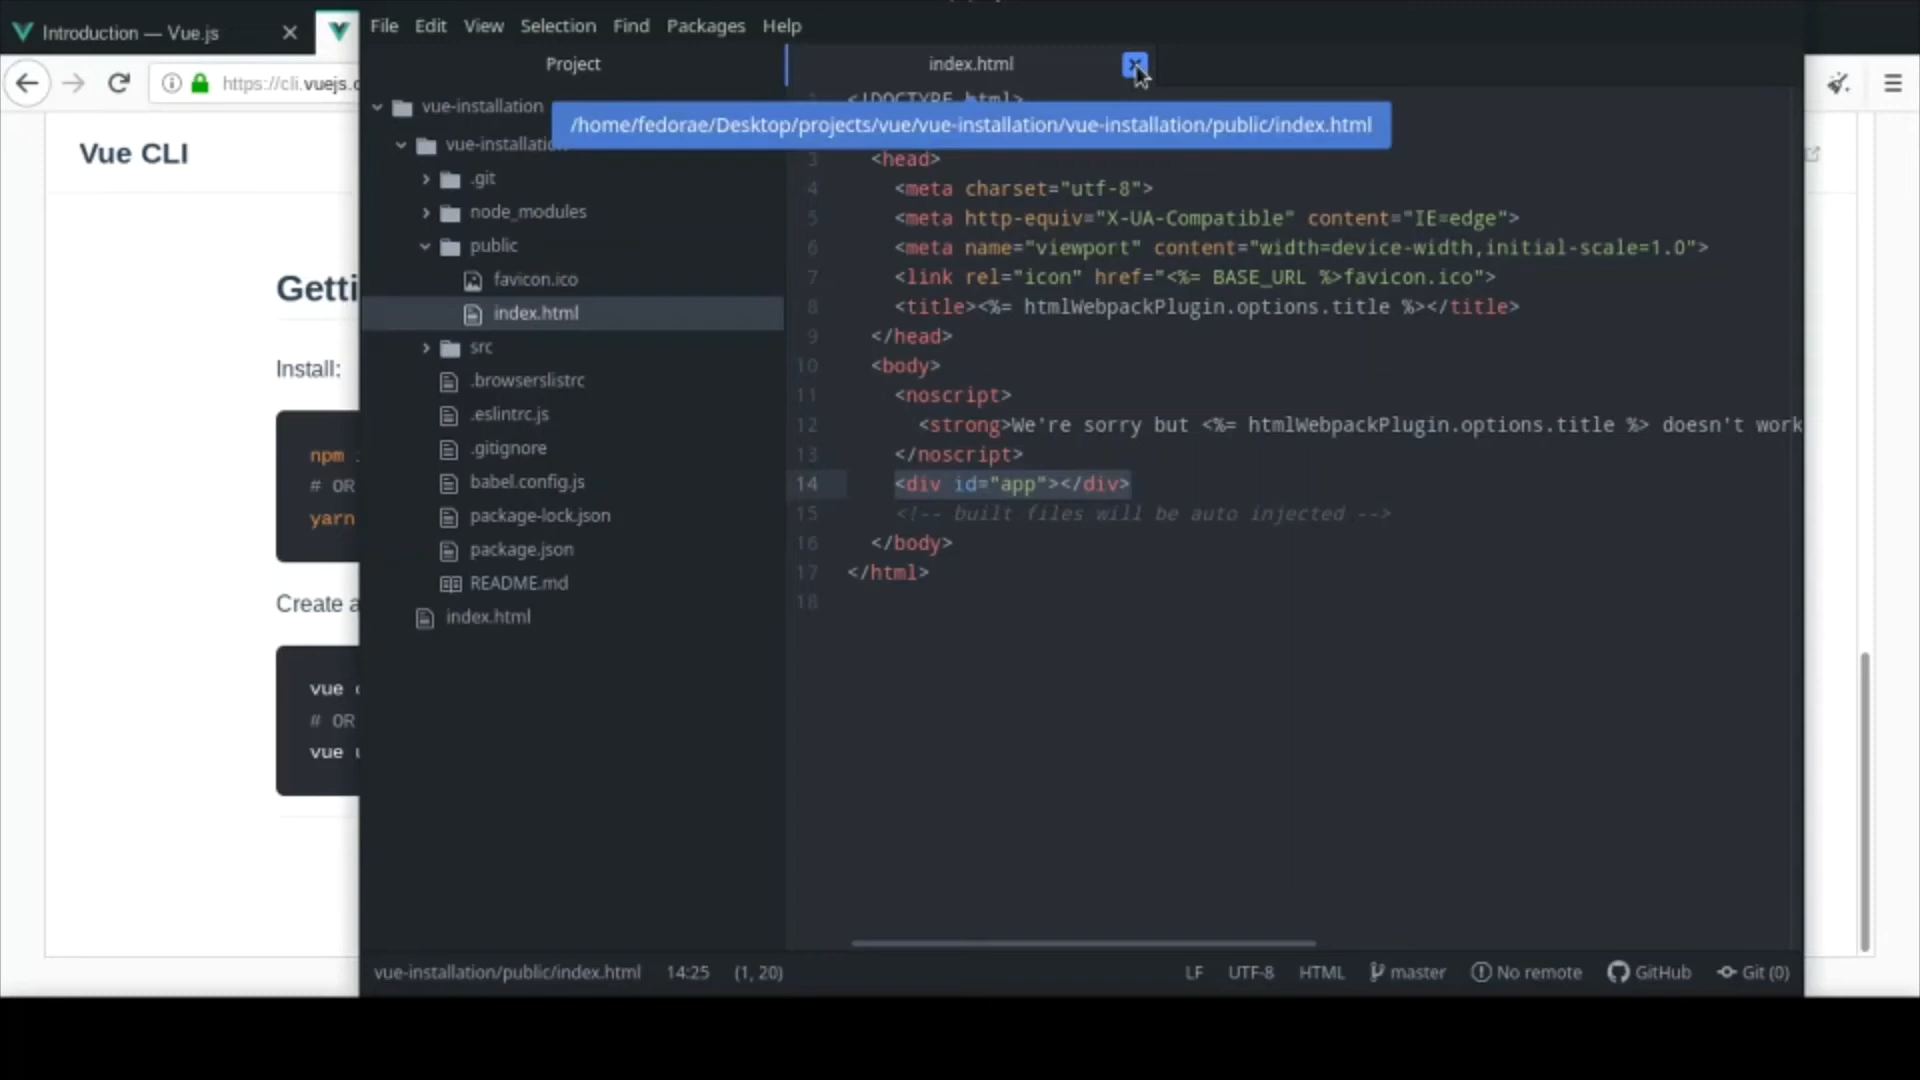 Introduction — Vue.js
File Edit View Selection Find Packages Help
https://cli.vuejs.
Project
index.html
Vue CLI
Getti
Install:
npm
# OR
yarn
Create a
vue
# OR
vue
vue-installation
vue-installation
.git
node_modules
public
favicon.ico
index.html
src
.browserslistrc
.eslintrc.js
.gitignore
babel.config.js
package-lock.json
package.json
README.md
index.html
<!DOCTYPE html>
/home/fedorae/Desktop/projects/vue/vue-installation/vue-installation/public/index.html
3 <head>
4 <meta charset="utf-8">
5 <meta http-equiv="X-UA-Compatible" content="IE=edge">
6 <meta name="viewport" content="width=device-width,initial-scale=1.0">
7 <link rel="icon" href="<%= BASE_URL %>favicon.ico">
8 <title><%= htmlWebpackPlugin.options.title %></title>
9 </head>
10 <body>
11 <noscript>
12 <strong>We're sorry but <%= htmlWebpackPlugin.options.title %> doesn't work
13 </noscript>
14 <div id="app"></div>
15 <!-- built files will be auto injected -->
16 </body>
17 </html>
18
vue-installation/public/index.html 14:25 (1, 20) LF UTF-8 HTML master No remote GitHub Git (0)